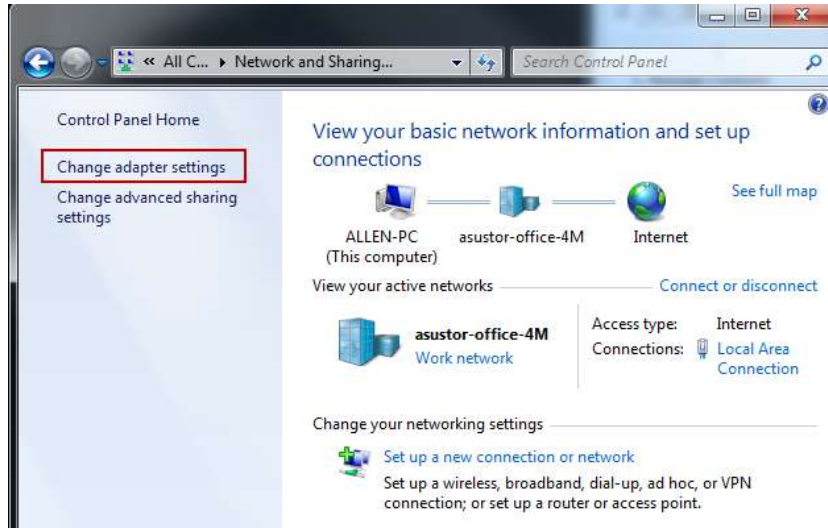 « All C... ▸ Network and Sharing...
Search Control Panel
Control Panel Home
Change adapter settings
Change advanced sharing
settings
View your basic network information and set up
connections
See full map
ALLEN-PC
(This computer)
asustor-office-4M
Internet
View your active networks
Connect or disconnect
asustor-office-4M
Work network
Access type: Internet
Connections: Local Area
Connection
Change your networking settings
Set up a new connection or network
Set up a wireless, broadband, dial-up, ad hoc, or VPN
connection; or set up a router or access point.